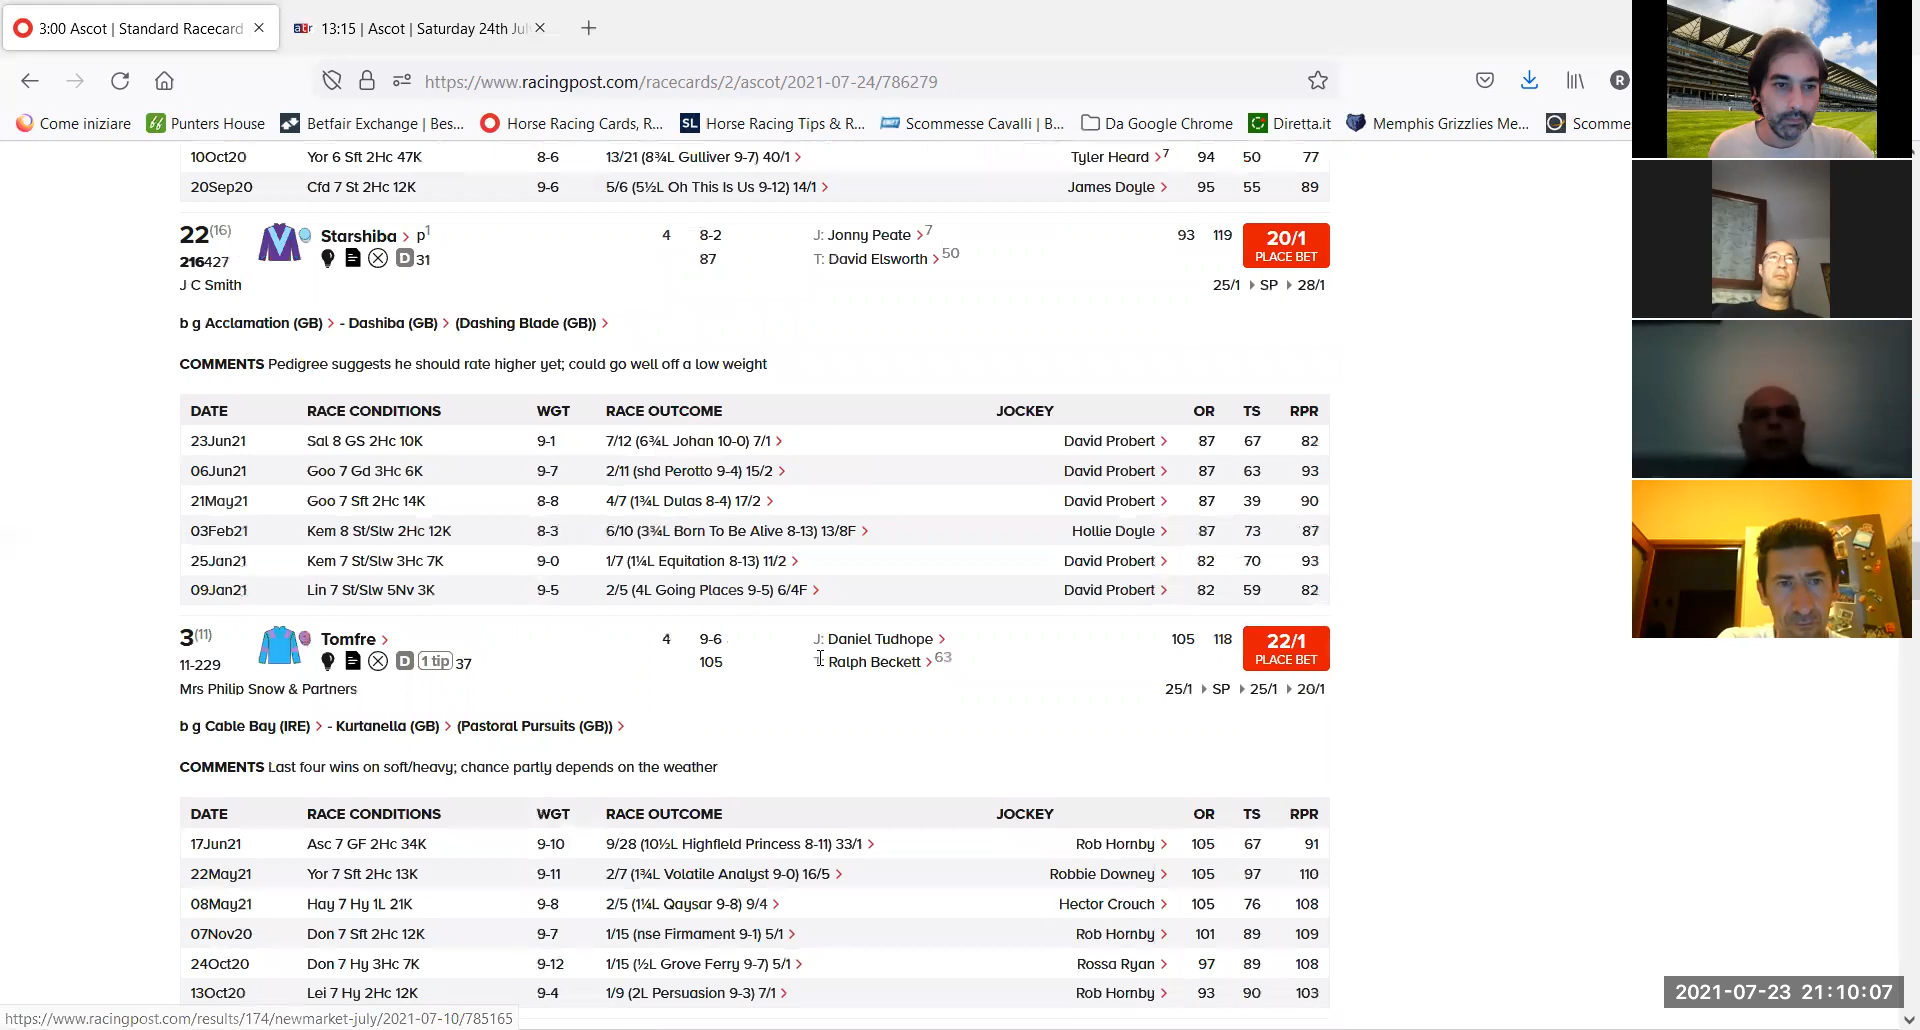 3:00 Ascot | Standard Racecard
13:15 | Ascot | Saturday 24th Jul
https://www.racingpost.com/racecards/2/ascot/2021-07-24/786279
Come iniziare Punters House Betfair Exchange | Bes... Horse Racing Cards, R... SL Horse Racing Tips & R... Scommesse Cavalli | B... Da Google Chrome Diretta.it Memphis Grizzlies Me... Scomme
10Oct20 Yor 6 Sft 2Hc 47K 8-6 13/21 (8¾L Gulliver 9-7) 40/1 Tyler Heard 7 94 50 77
20Sep20 Cfd 7 St 2Hc 12K 9-6 5/6 (5½L Oh This Is Us 9-12) 14/1 James Doyle 95 55 89
22 (16) Starshiba p1 4 8-2 J: Jonny Peate 7 93 119 20/1
216427 D 31 87 T: David Elsworth 50 PLACE BET
J C Smith 25/1 SP 28/1
b g Acclamation (GB) - Dashiba (GB) (Dashing Blade (GB))
COMMENTS Pedigree suggests he should rate higher yet; could go well off a low weight
DATE RACE CONDITIONS WGT RACE OUTCOME JOCKEY OR TS RPR
23Jun21 Sal 8 GS 2Hc 10K 9-1 7/12 (6¾L Johan 10-0) 7/1 David Probert 87 67 82
06Jun21 Goo 7 Gd 3Hc 6K 9-7 2/11 (shd Perotto 9-4) 15/2 David Probert 87 63 93
21May21 Goo 7 Sft 2Hc 14K 8-8 4/7 (1¾L Dulas 8-4) 17/2 David Probert 87 39 90
03Feb21 Kem 8 St/Slw 2Hc 12K 8-3 6/10 (3¾L Born To Be Alive 8-13) 13/8F Hollie Doyle 87 73 87
25Jan21 Kem 7 St/Slw 3Hc 7K 9-0 1/7 (1¼L Equitation 8-13) 11/2 David Probert 82 70 93
09Jan21 Lin 7 St/Slw 5Nv 3K 9-5 2/5 (4L Going Places 9-5) 6/4F David Probert 82 59 82
3 (11) Tomfre 4 9-6 J: Daniel Tudhope 105 118 22/1
11-229 D 1 tip 37 105 T: Ralph Beckett 63 PLACE BET
Mrs Philip Snow & Partners 25/1 SP 25/1 20/1
b g Cable Bay (IRE) - Kurtanella (GB) (Pastoral Pursuits (GB))
COMMENTS Last four wins on soft/heavy; chance partly depends on the weather
DATE RACE CONDITIONS WGT RACE OUTCOME JOCKEY OR TS RPR
17Jun21 Asc 7 GF 2Hc 34K 9-10 9/28 (10½L Highfield Princess 8-11) 33/1 Rob Hornby 105 67 91
22May21 Yor 7 Sft 2Hc 13K 9-11 2/7 (1¾L Volatile Analyst 9-0) 16/5 Robbie Downey 105 97 110
08May21 Hay 7 Hy 1L 21K 9-8 2/5 (1¼L Qaysar 9-8) 9/4 Hector Crouch 105 76 108
07Nov20 Don 7 Sft 2Hc 12K 9-7 1/15 (nse Firmament 9-1) 5/1 Rob Hornby 101 89 109
24Oct20 Don 7 Hy 3Hc 7K 9-12 1/15 (½L Grove Ferry 9-7) 5/1 Rossa Ryan 97 89 108
13Oct20 Lei 7 Hy 2Hc 12K 9-4 1/9 (2L Persuasion 9-3) 7/1 Rob Hornby 93 90 103
https://www.racingpost.com/results/174/newmarket-july/2021-07-10/785165
2021-07-23 21:10:07